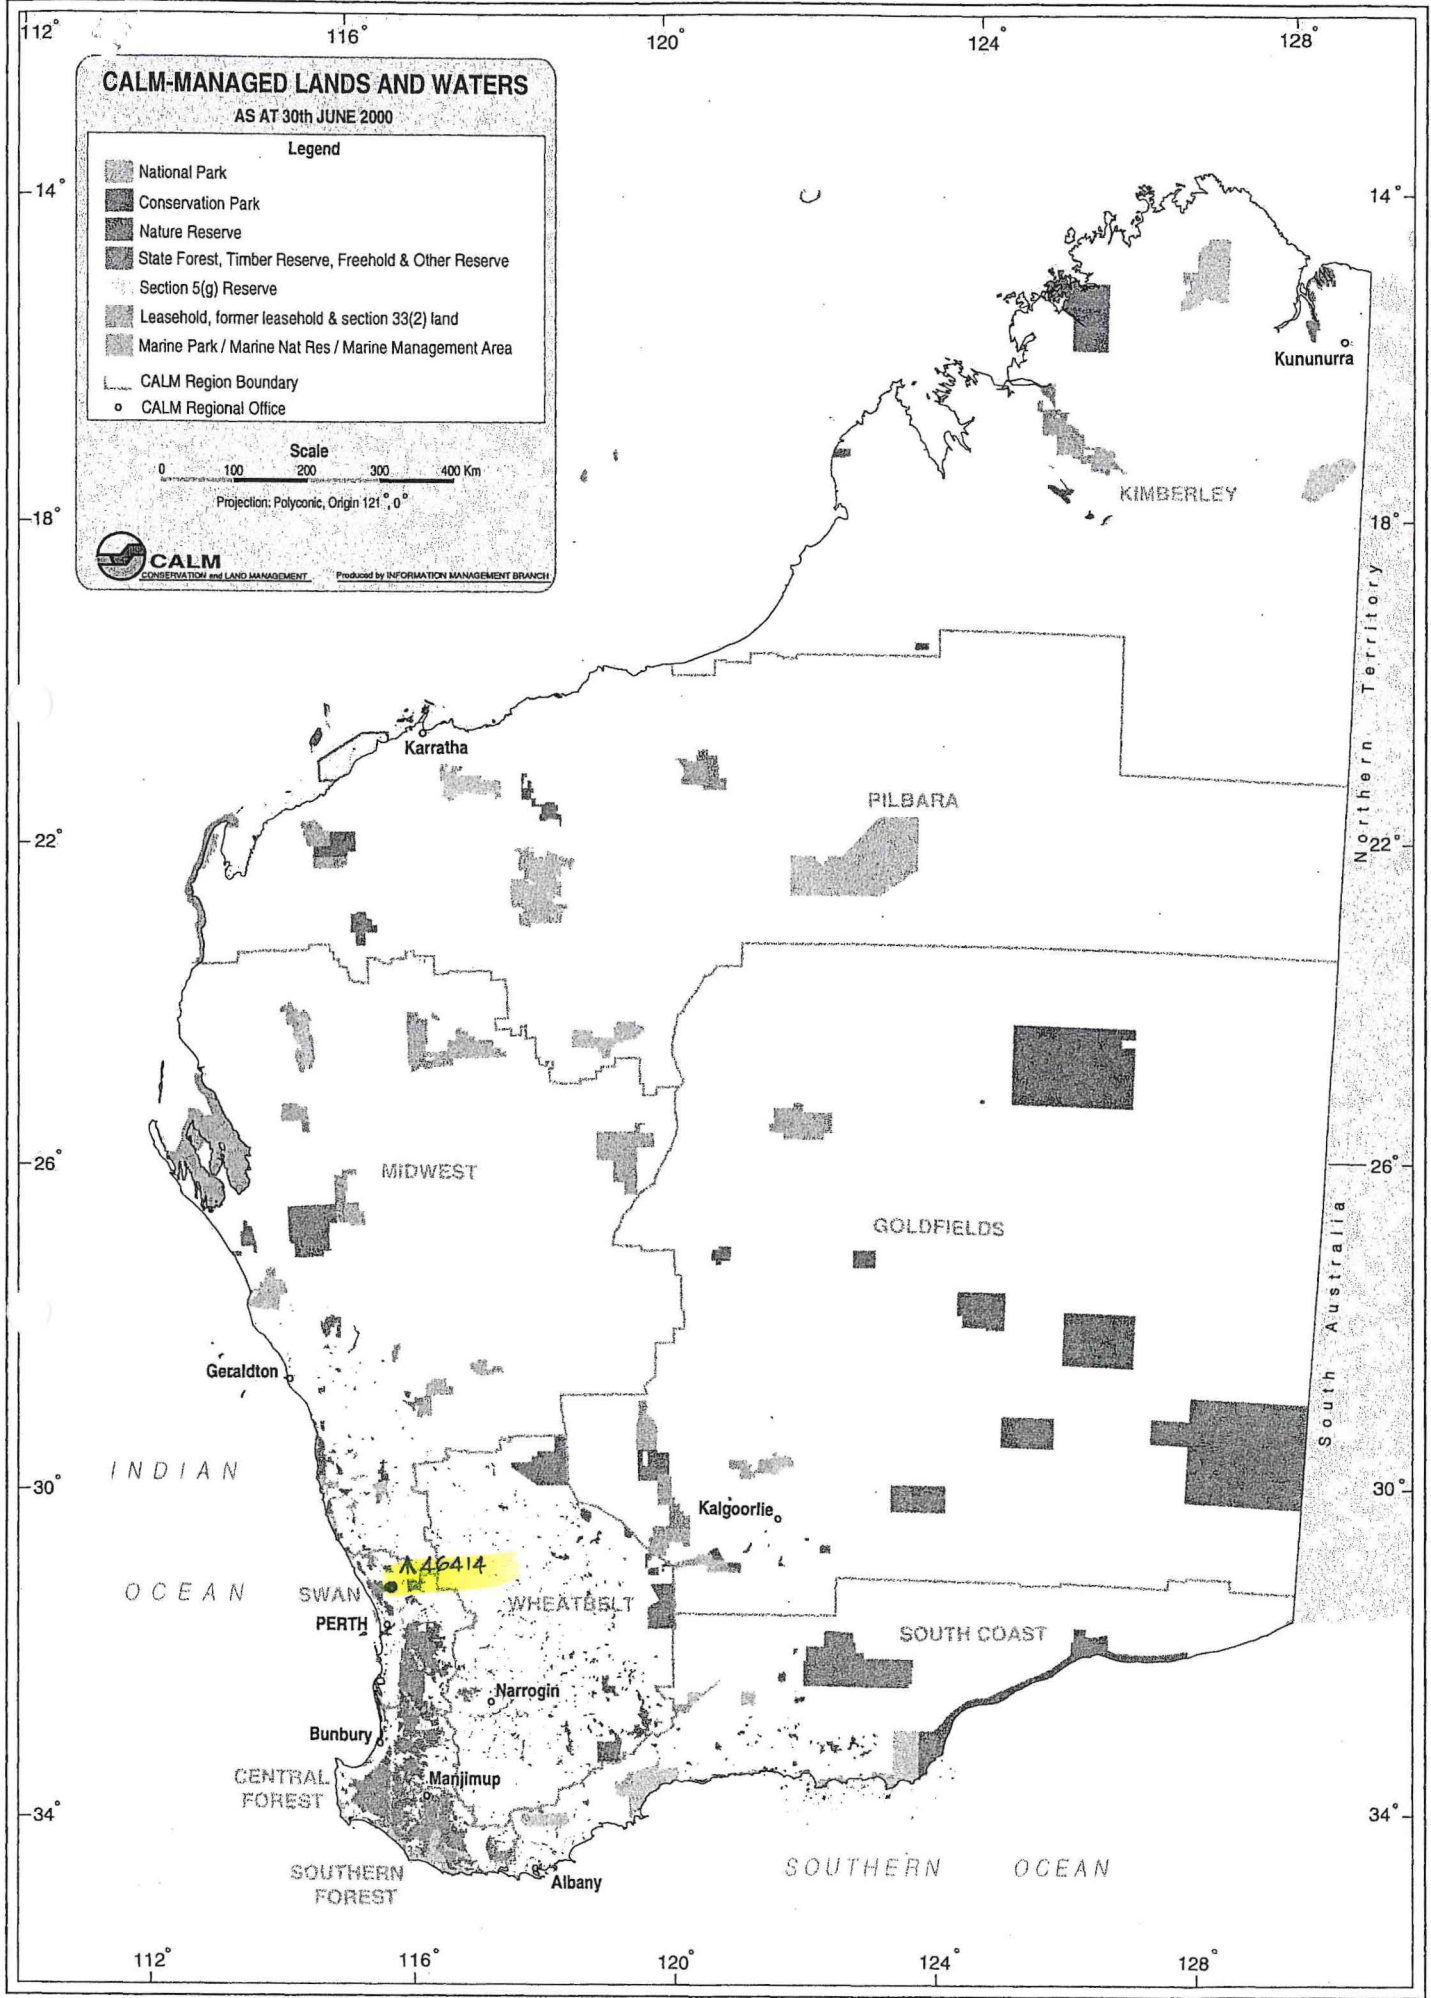 112°
116°
120°
124°
128°
CALM-MANAGED LANDS AND WATERS
AS AT 30th JUNE 2000
Legend
National Park
Conservation Park
Nature Reserve
State Forest, Timber Reserve, Freehold & Other Reserve
Section 5(g) Reserve
Leasehold, former leasehold & section 33(2) land
Marine Park / Marine Nat Res / Marine Management Area
CALM Region Boundary
CALM Regional Office
Scale
0 100 200 300 400 Km
Projection: Polyconic, Origin 121°, 0°
CALM
CONSERVATION and LAND MANAGEMENT
Produced by INFORMATION MANAGEMENT BRANCH
14°
14°
Kununurra
KIMBERLEY
18°
18°
Northern Territory
Karratha
PILBARA
22°
22°
26°
MIDWEST
26°
GOLDFIELDS
South Australia
Geraldton
INDIAN
30°
Kalgoorlie
30°
A 46414
OCEAN
SWAN
WHEATBELT
PERTH
SOUTH COAST
Narrogin
Bunbury
CENTRAL
FOREST
Manjimup
34°
34°
SOUTHERN OCEAN
SOUTHERN
FOREST
Albany
112°
116°
120°
124°
128°